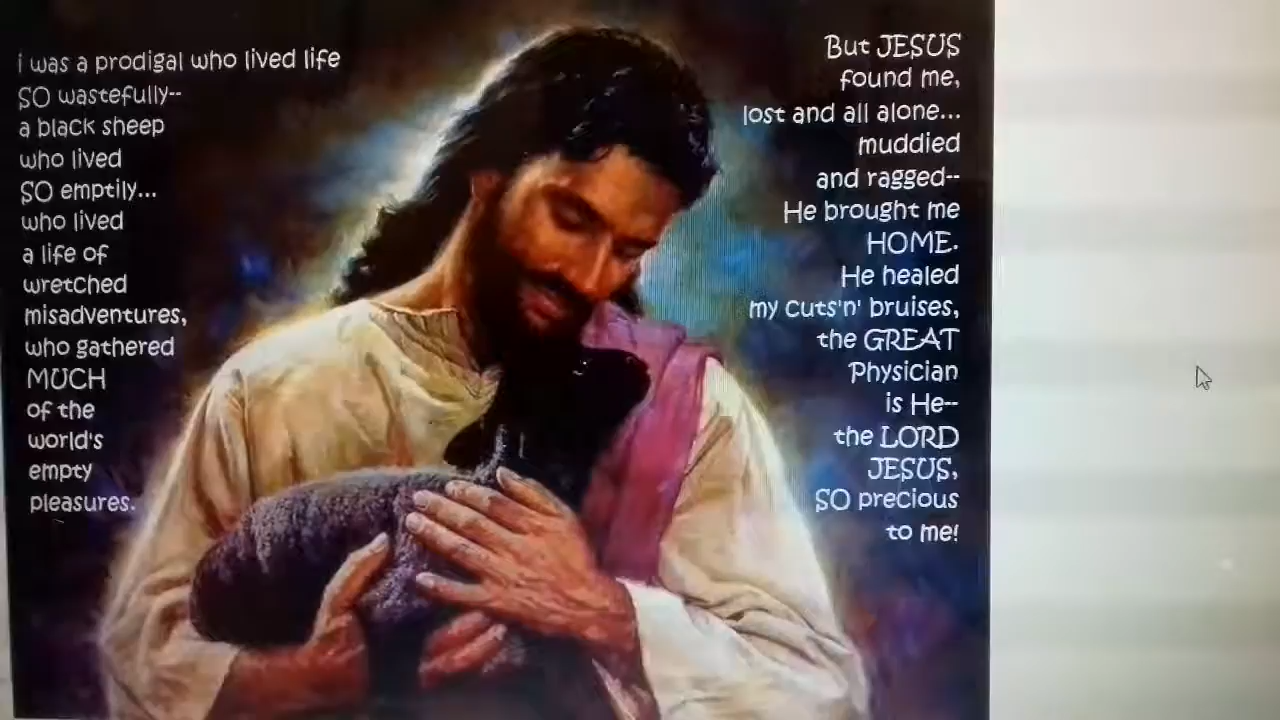 i was a prodigal who lived life
SO wastefully--
a black sheep
who lived
SO emptily...
who lived
a life of
wretched
misadventures,
who gathered
MUCH
of the
world's
empty
pleasures.
But JESUS
found me,
lost and all alone...
muddied
and ragged--
He brought me
HOME.
He healed
my cuts'n' bruises,
the GREAT
Physician
is He--
the LORD
JESUS,
SO precious
to me!